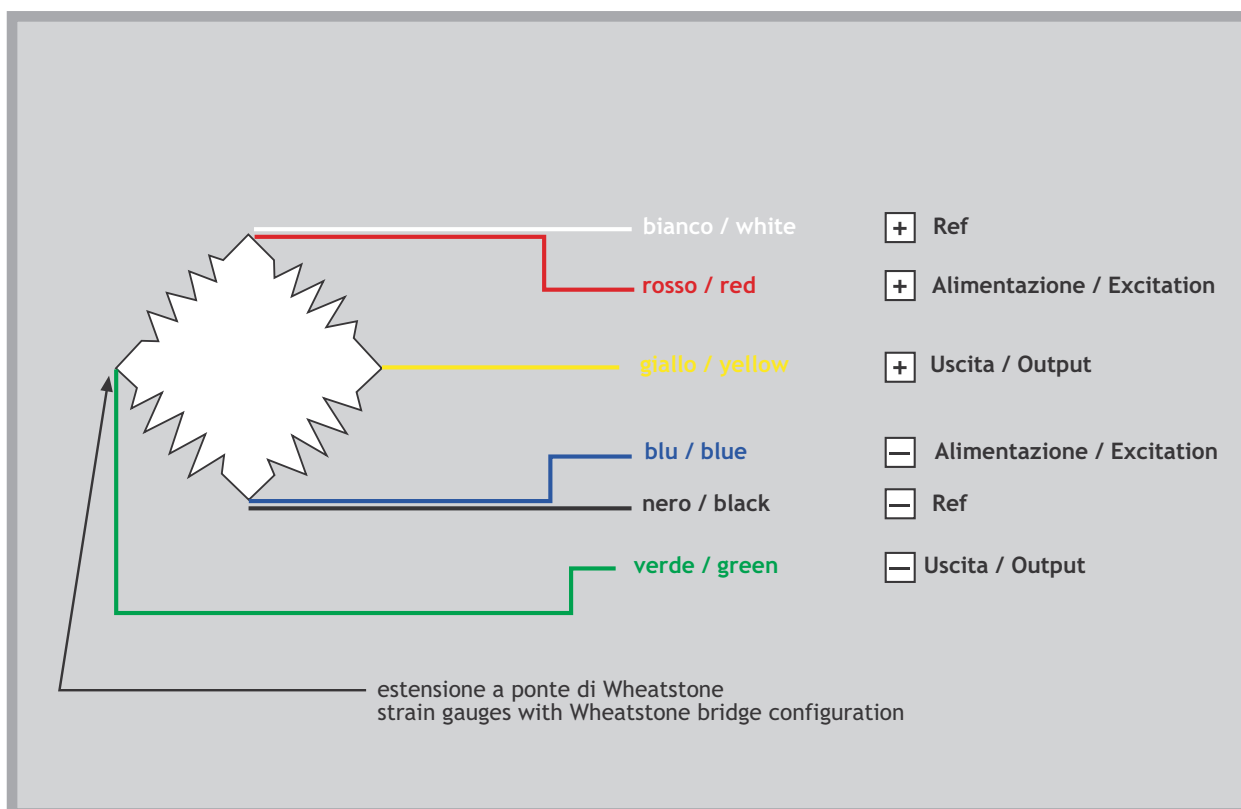 bianco / white + Ref
rosso / red + Alimentazione / Excitation
giallo / yellow + Uscita / Output
blu / blue — Alimentazione / Excitation
nero / black — Ref
verde / green — Uscita / Output
estensione a ponte di Wheatstone
strain gauges with Wheatstone bridge configuration